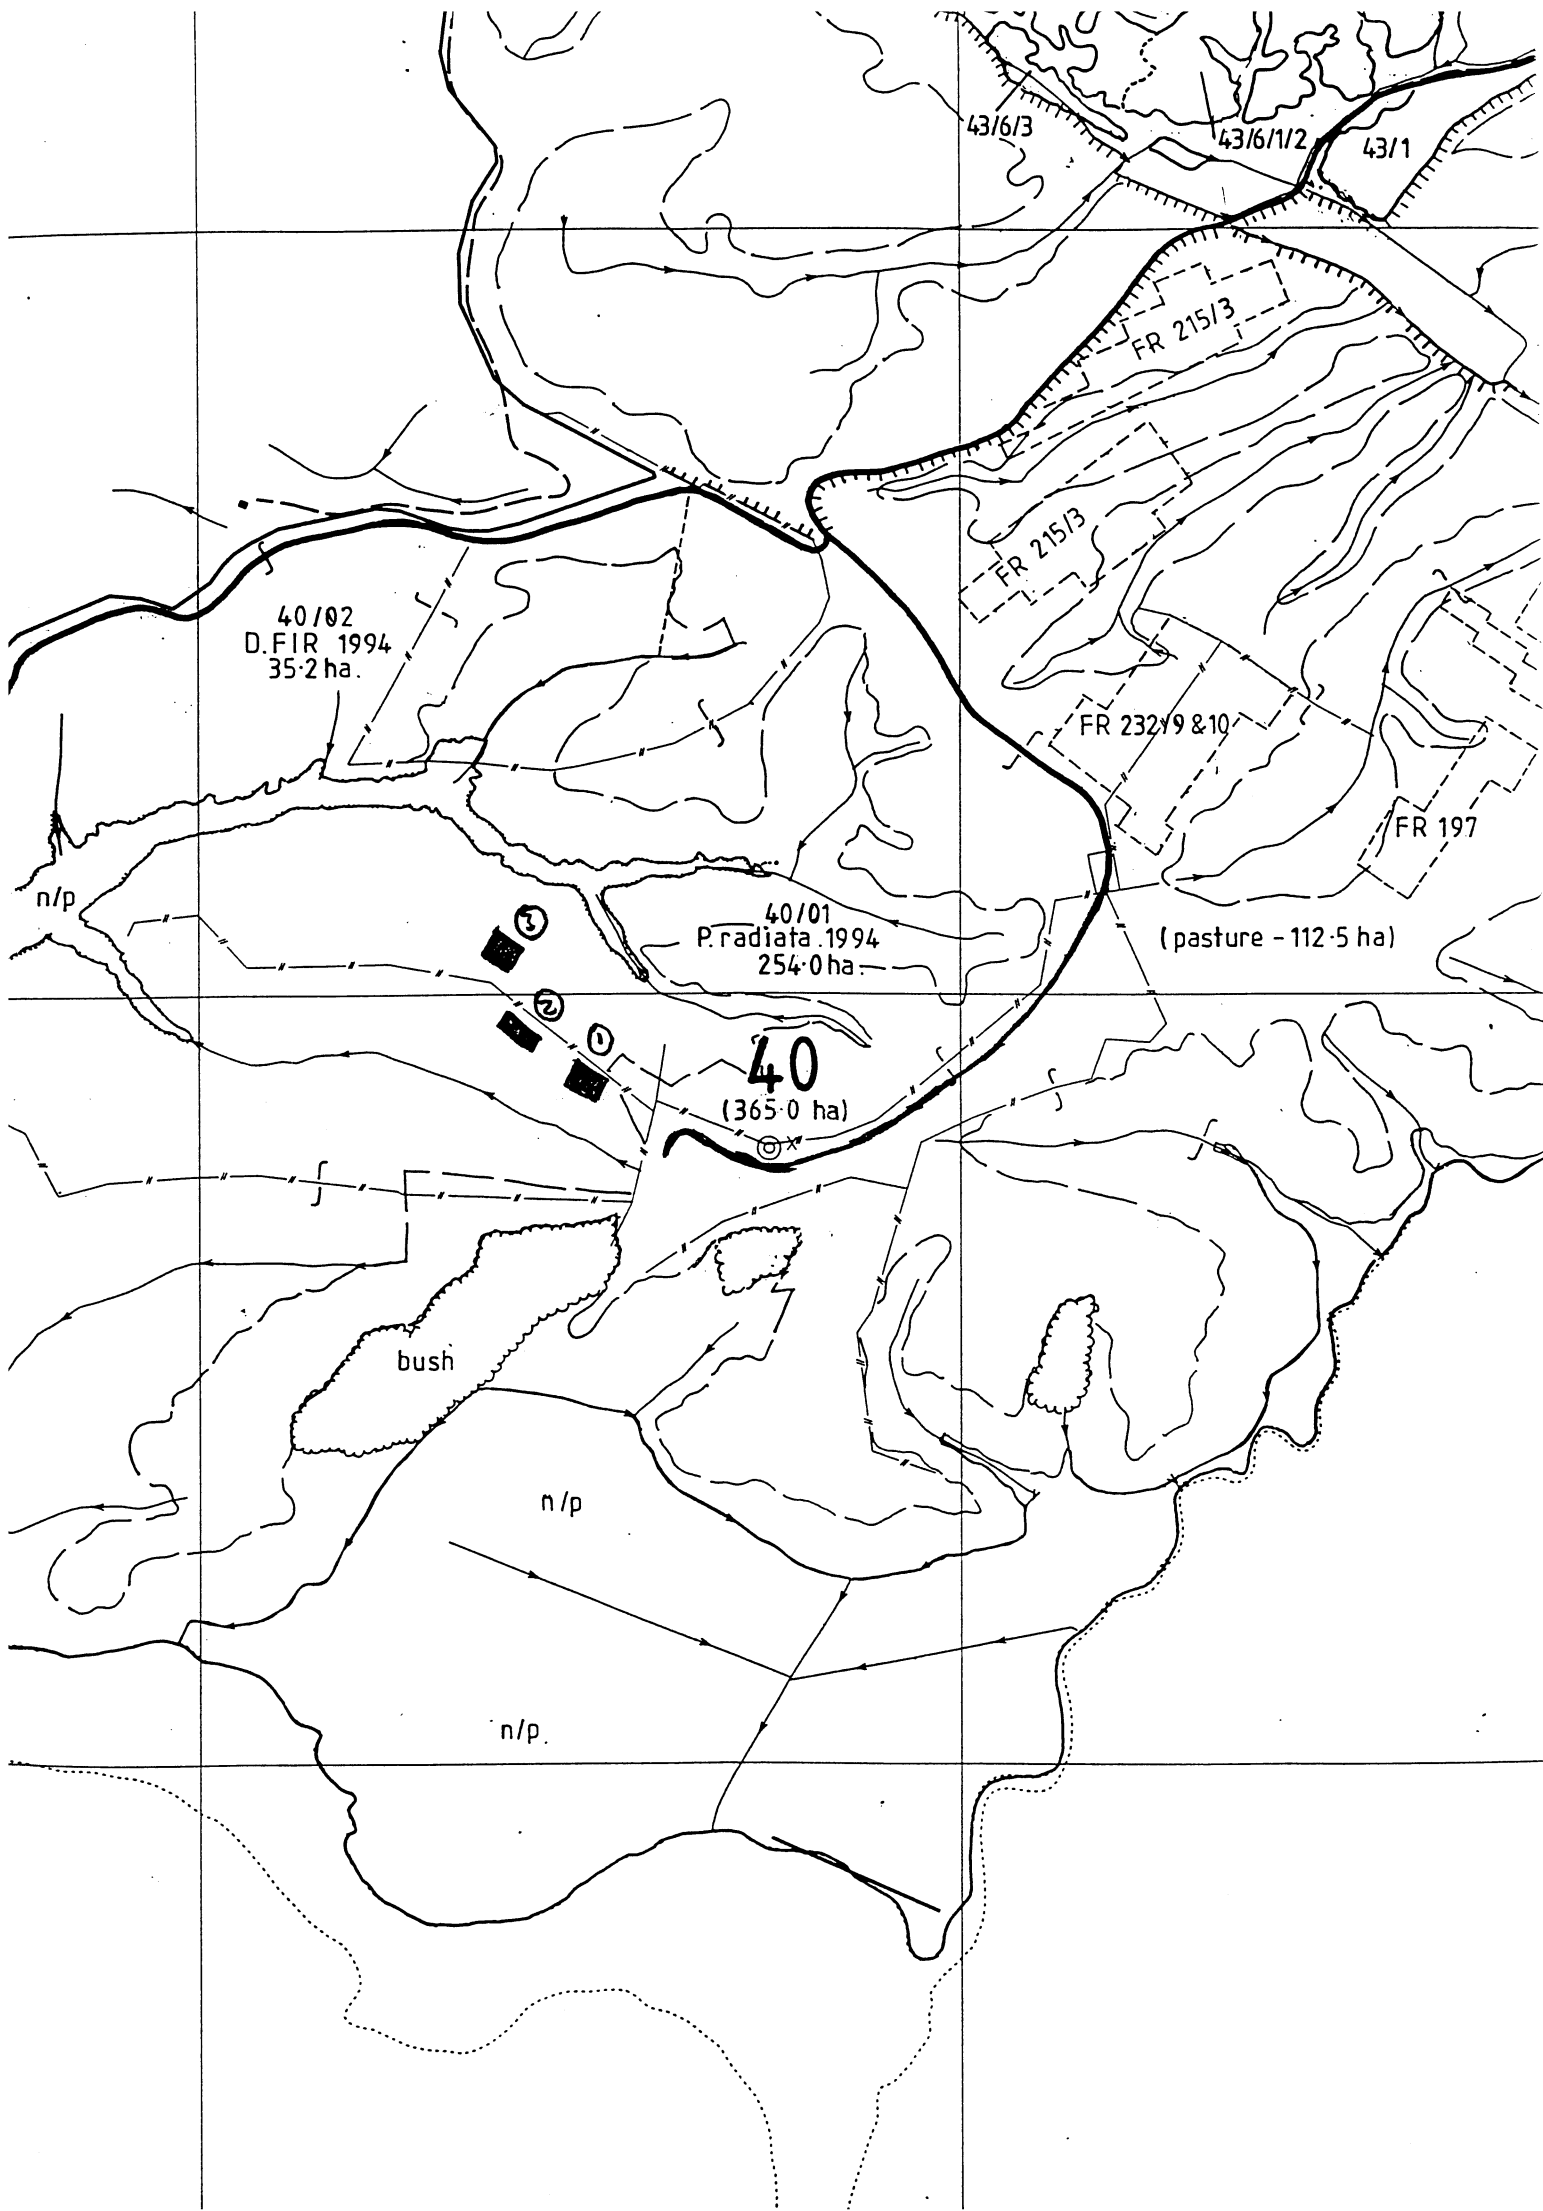 43/6/3
43/6/1/2
43/1
FR 215/3
FR 215/3
40/02
D.FIR 1994
35·2 ha.
FR 232/9 & 10
FR 197
n/p
3
40/01
P. radiata. 1994
254·0 ha.
(pasture - 112·5 ha)
2
1
40
(365·0 ha)
x
bush
n/p
n/p.